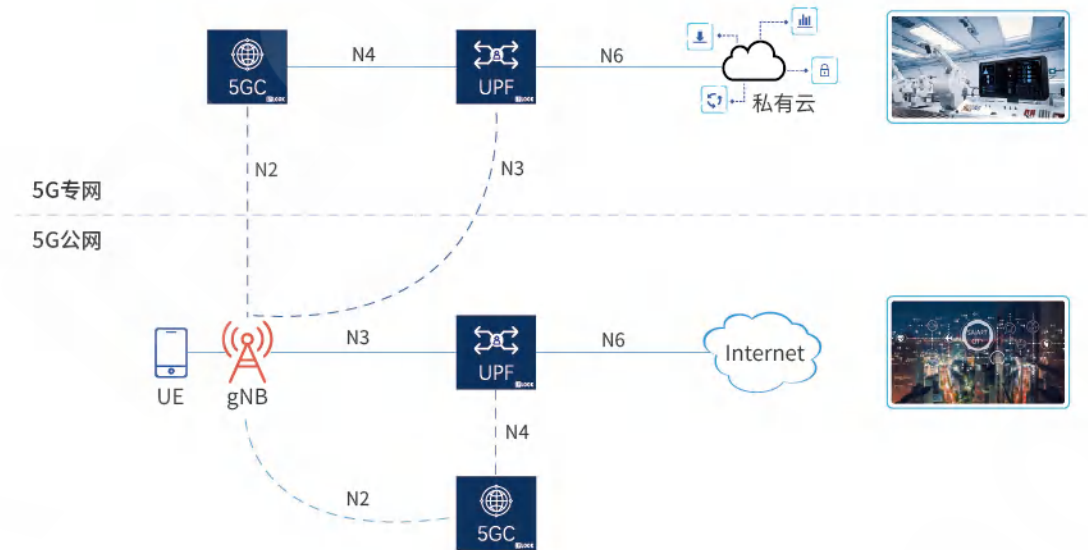 N4
N6
5GC
UPF
私有云
N2
N3
5G专网
5G公网
N3
N6
Internet
UPF
UE
gNB
N4
N2
5GC